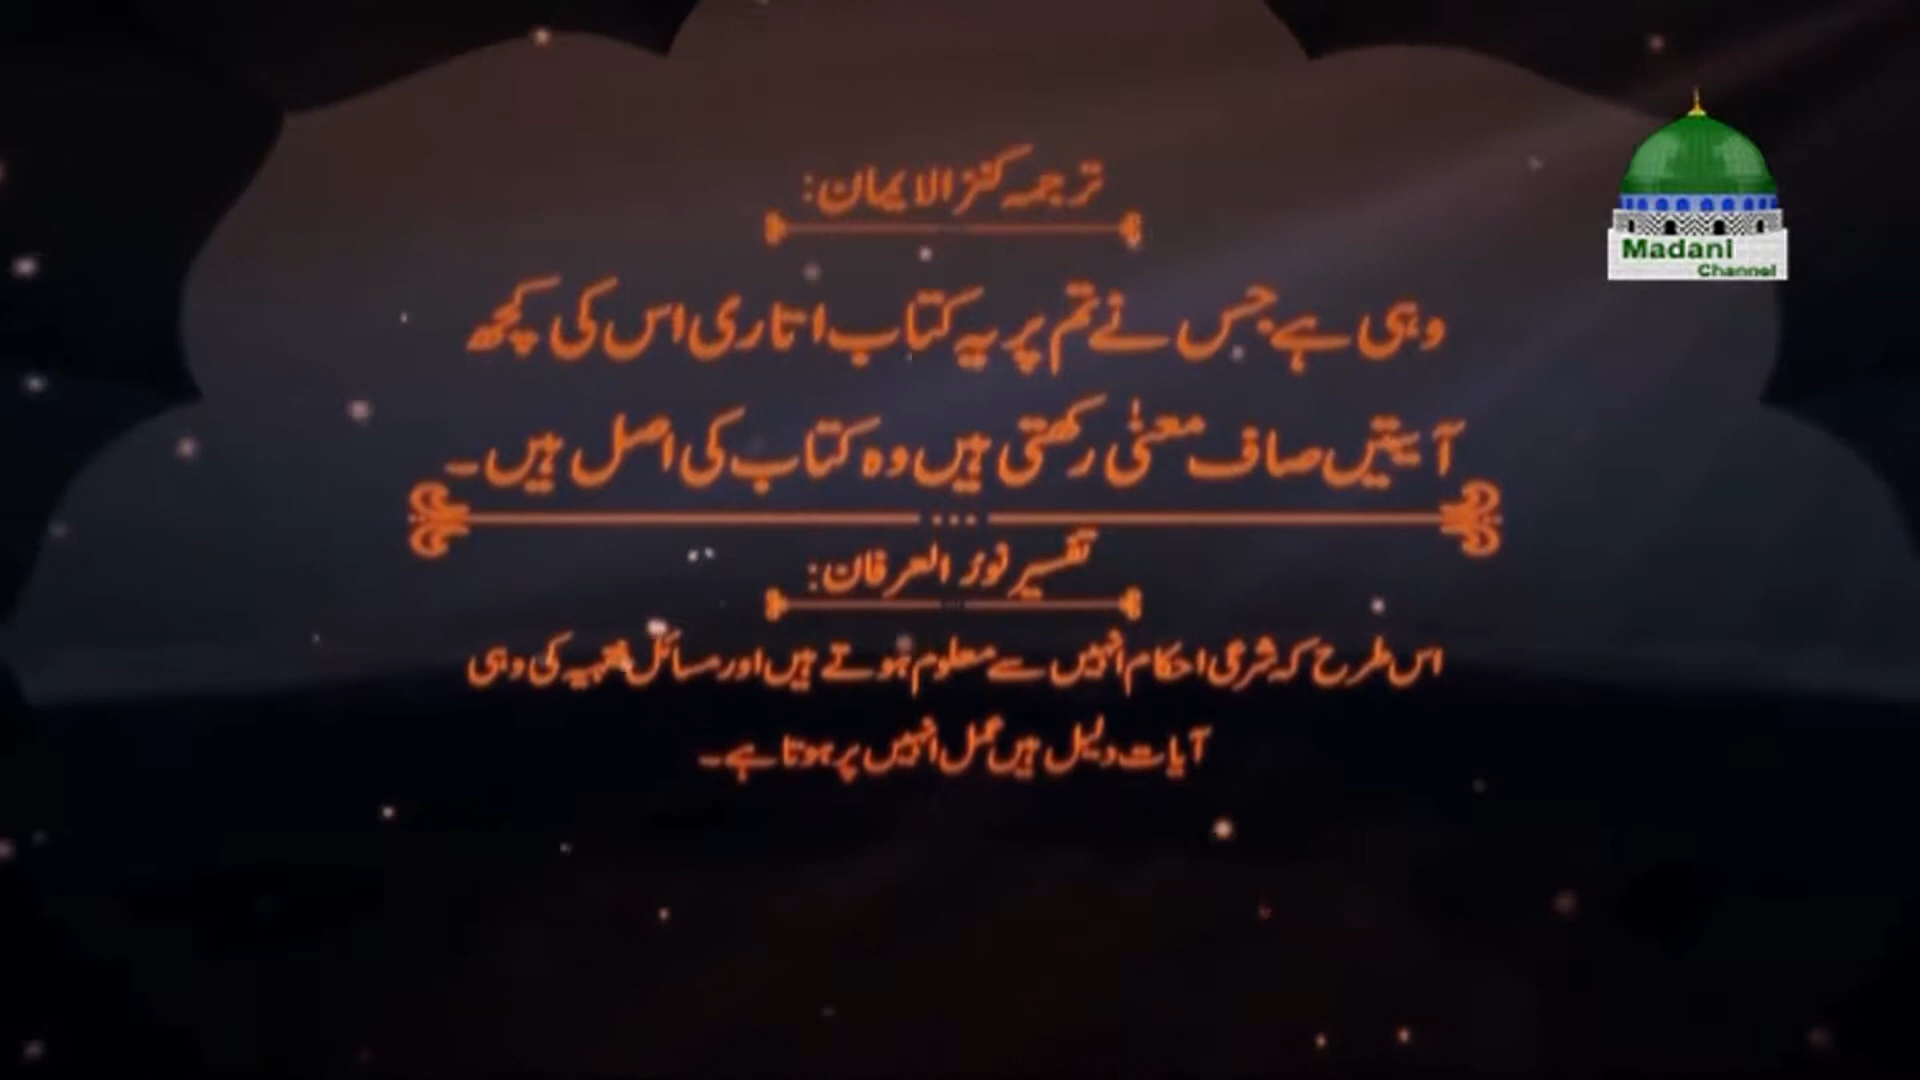 ترجمہ کنز الایمان:
وہی ہے جس نے تم پر یہ کتاب اتاری اس کی کچھ
آیتیں صاف معنیٰ رکھتی ہیں وہ کتاب کی اصل ہیں۔
تفسیر نورُ العرفان:
اس طرح کہ شرعی احکام انہیں سے معلوم ہوتے ہیں اور مسائل فقہیہ کی وہی
آیات دلیل ہیں عمل انہیں پر ہوتا ہے۔
Madani
Channel